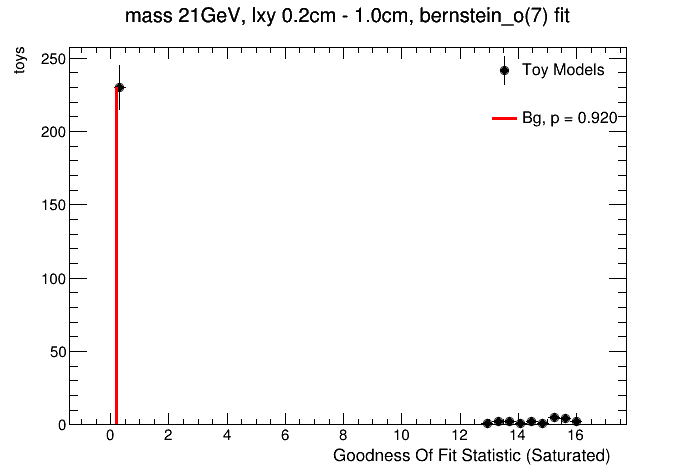 mass 21GeV, lxy 0.2cm - 1.0cm, bernstein_o(7) fit
toys
250
200
150
100
50
0
Toy Models
Bg, p = 0.920
0 2 4 6 8 10 12 14 16
Goodness Of Fit Statistic (Saturated)